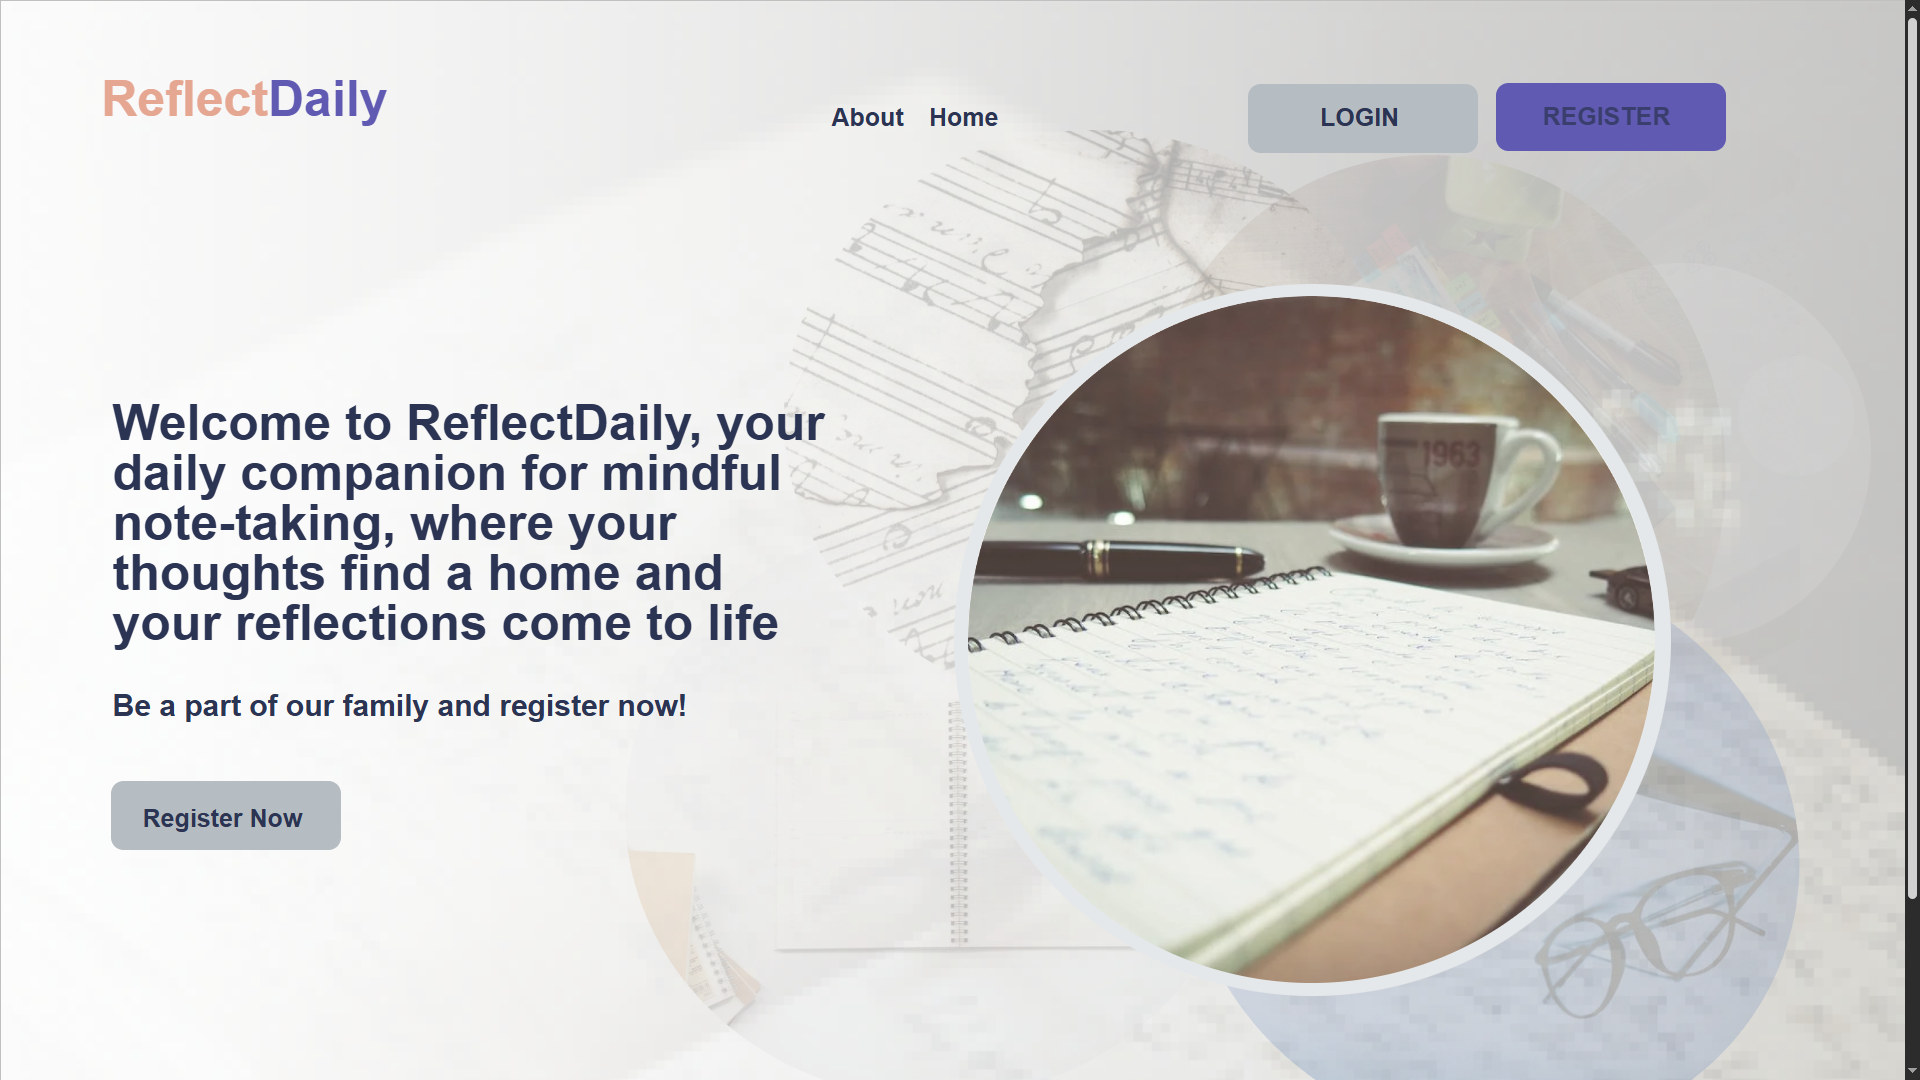 ReflectDaily
About Home
LOGIN
REGISTER
Welcome to ReflectDaily, your
daily companion for mindful
note-taking, where your
thoughts find a home and
your reflections come to life
Be a part of our family and register now!
Register Now
1963